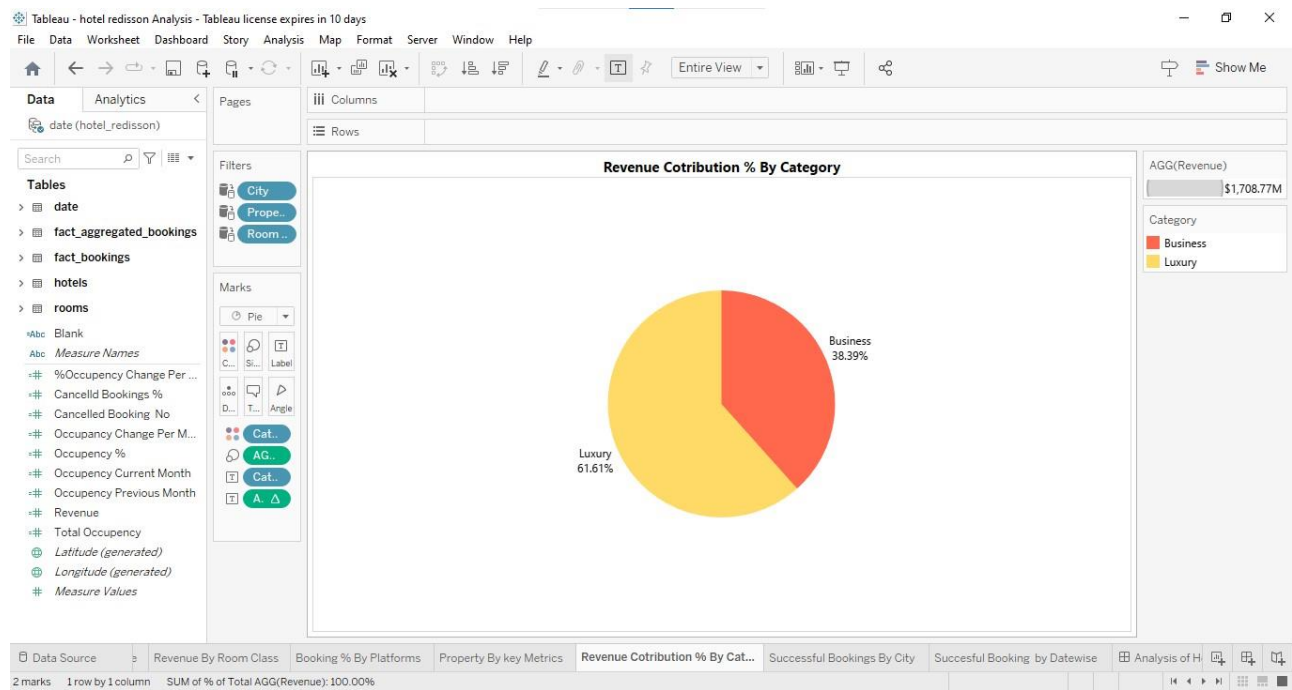 Tableau - hotel redisson Analysis - Tableau license expires in 10 days
File Data Worksheet Dashboard Story Analysis Map Format Server Window Help
Entire View
Show Me
Data Analytics
date (hotel_redisson)
Search
Tables
date
fact_aggregated_bookings
fact_bookings
hotels
rooms
Abc Blank
Abc Measure Names
%Occupency Change Per ...
Cancelld Bookings %
Cancelled Booking No
Occupancy Change Per M...
Occupency %
Occupency Current Month
Occupency Previous Month
Revenue
Total Occupency
Latitude (generated)
Longitude (generated)
Measure Values
Pages
Filters
City
Prope..
Room ..
Marks
Pie
C... Si... Label
D... T... Angle
Cat..
AG..
T Cat..
T A. Δ
iii Columns
Rows
Revenue Cotribution % By Category
Business
38.39%
Luxury
61.61%
AGG(Revenue)
$1,708.77M
Category
Business
Luxury
Data Source Revenue By Room Class Booking % By Platforms Property By key Metrics Revenue Cotribution % By Cat... Successful Bookings By City Succesful Booking by Datewise Analysis of H
2 marks 1 row by 1 column SUM of % of Total AGG(Revenue): 100.00%